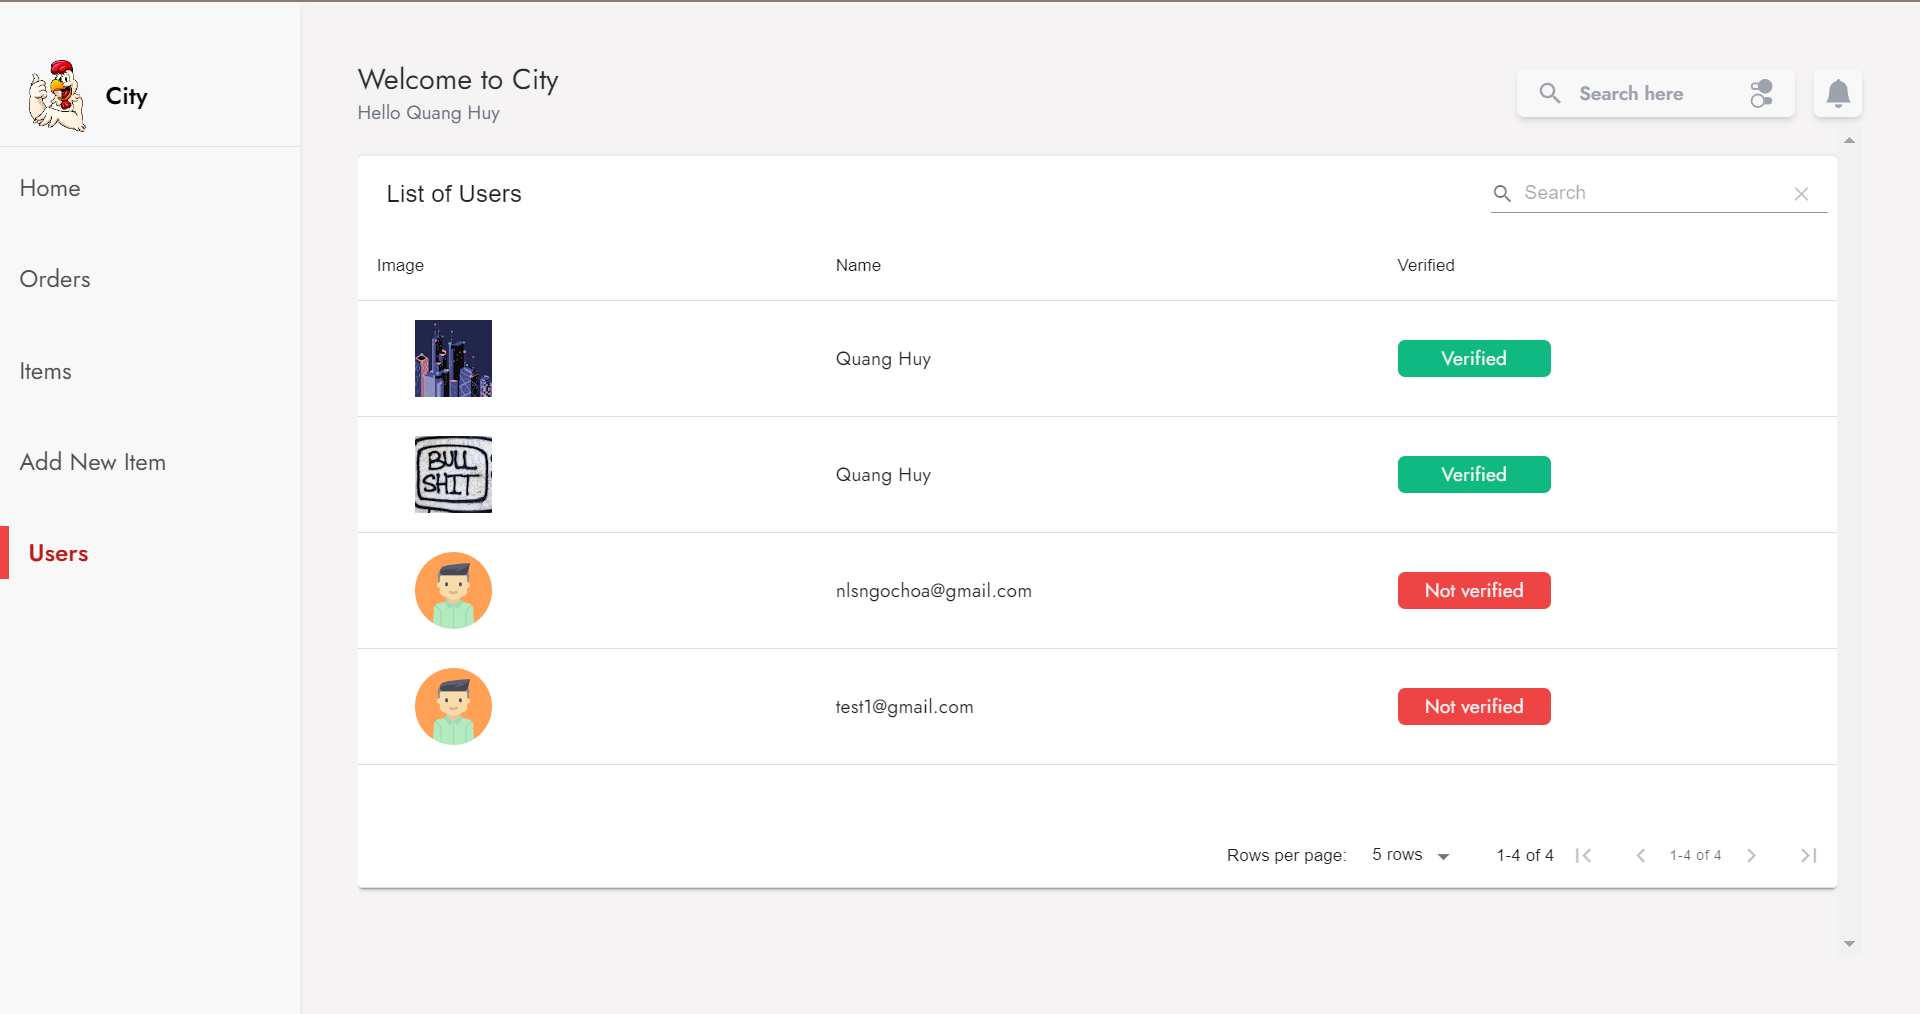 City
Home
Orders
Items
Add New Item
Users
Welcome to City
Hello Quang Huy
Search here
List of Users
Search
Image Name Verified
Quang Huy Verified
BULL
SHIT
Quang Huy Verified
nlsngochoa@gmail.com Not verified
test1@gmail.com Not verified
Rows per page: 5 rows 1-4 of 4 1-4 of 4